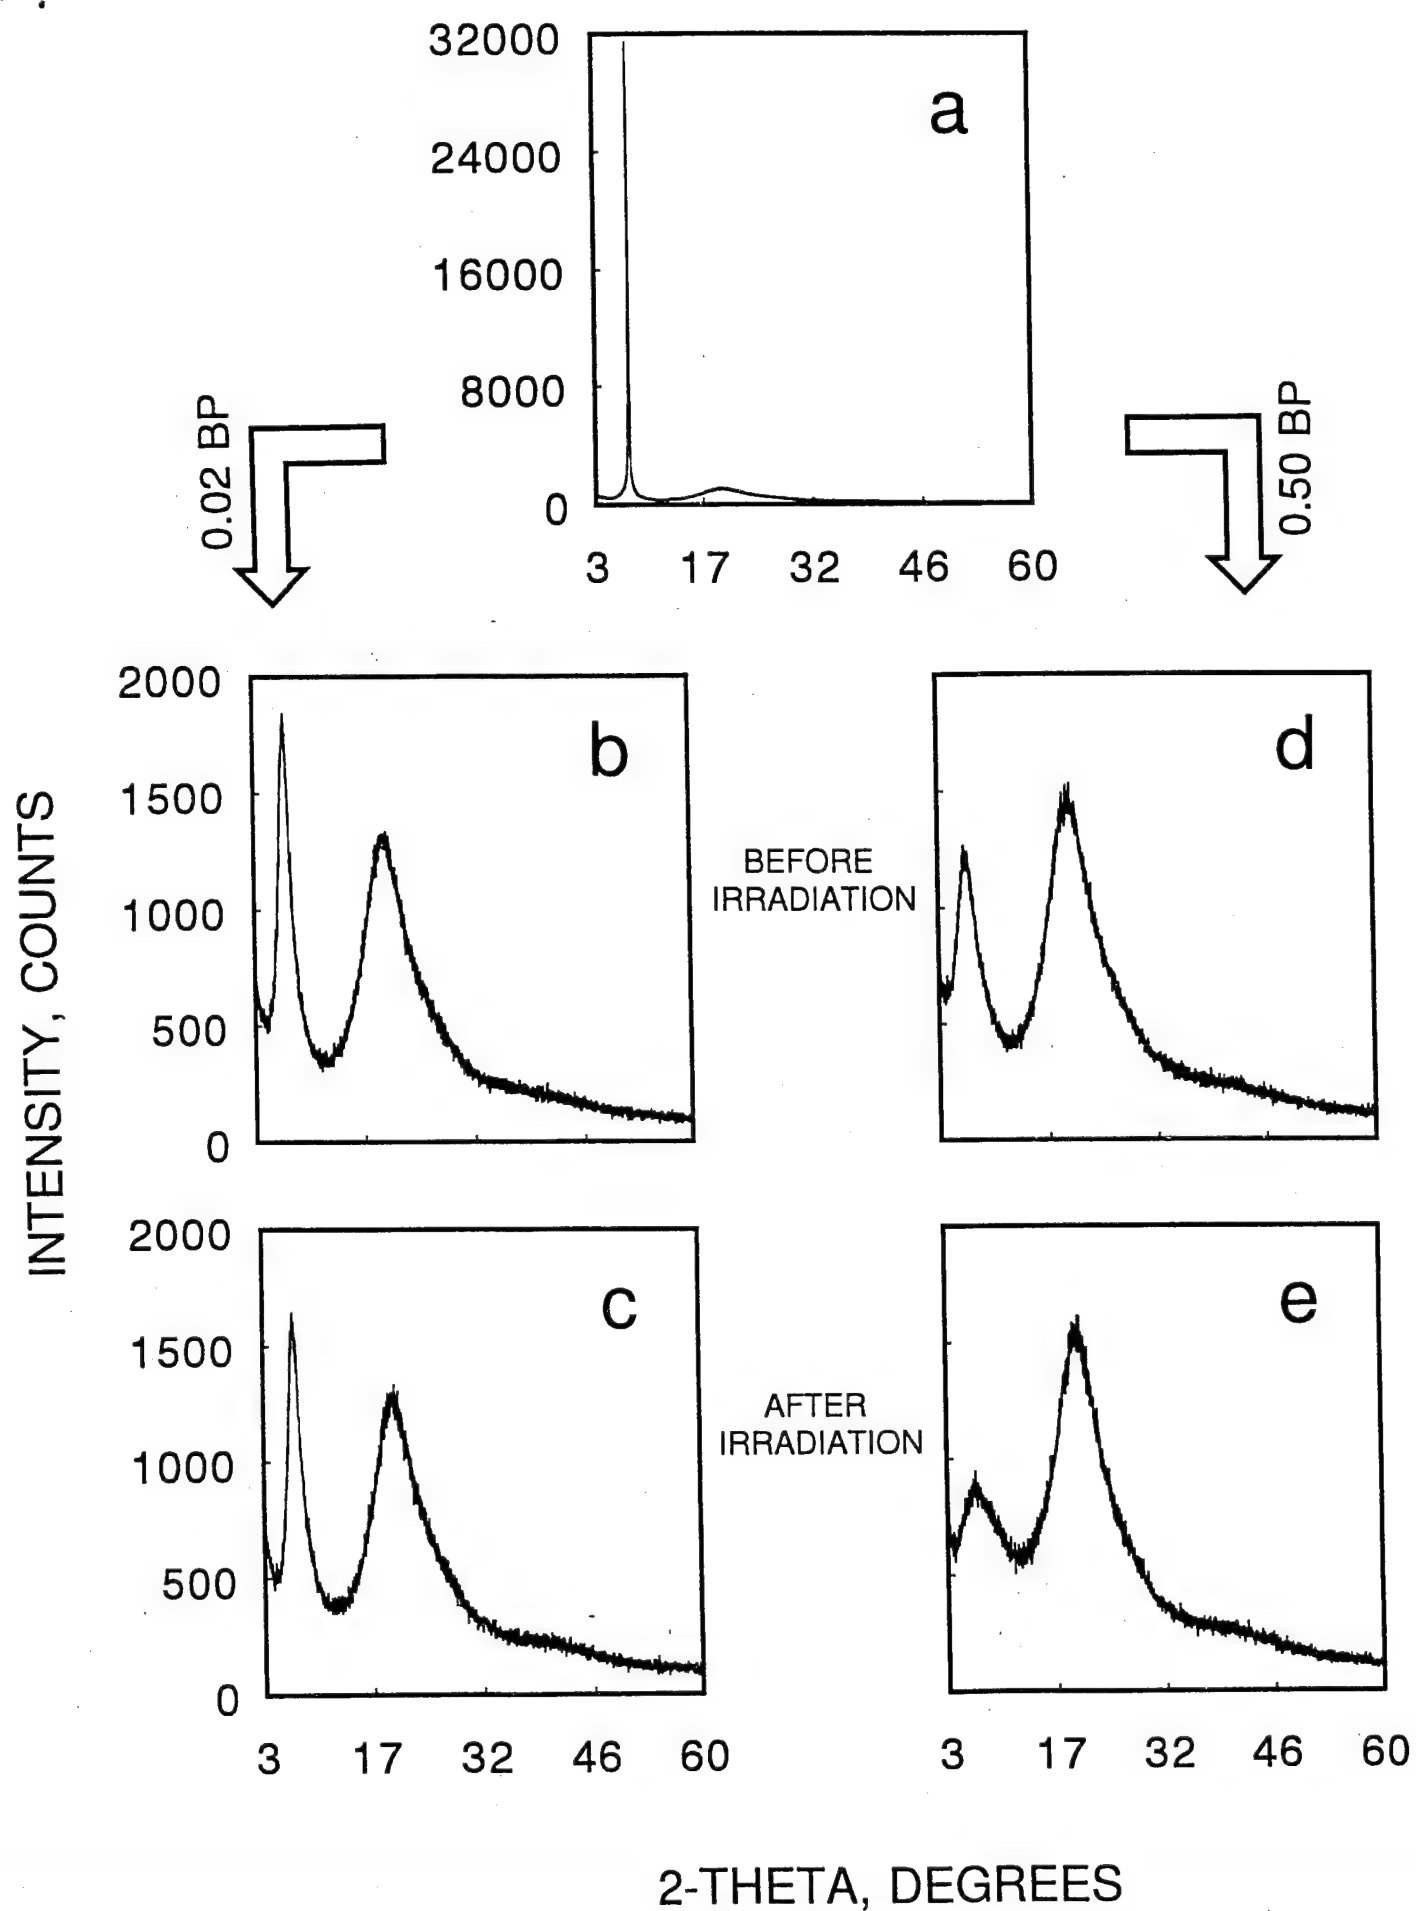 32000
a
24000
16000
8000
0
3 17 32 46 60
0.02 BP
0.50 BP
2000
b
d
1500
1000
500
0
BEFORE
IRRADIATION
INTENSITY, COUNTS
2000
c
e
1500
1000
500
0
AFTER
IRRADIATION
3 17 32 46 60
3 17 32 46 60
2-THETA, DEGREES